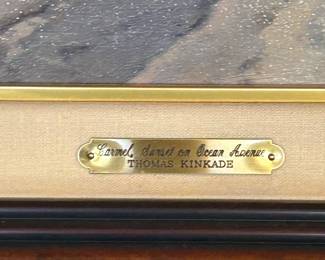 Carmel, Sunset on Ocean Avenue
THOMAS KINKADE